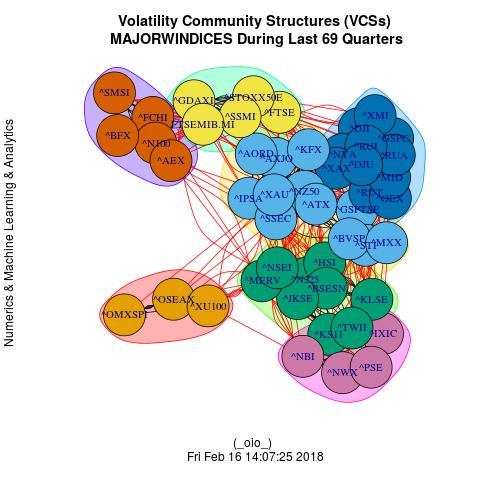 Volatility Community Structures (VCSs)
MAJORWINDICES During Last 69 Quarters
Numerics & Machine Learning & Analytics
^SMSI
^FCHI
^BFX
^N100
^AEX
^GDAXI
^STOXX50E
^FTSE
^SSMI
FTSEMIB.MI
^XMI
^DJI
^GSPC
^RUI
^NYA
^RUA
^XAX
^DJU
^MID
^RUT
^OEX
^KFX
^AORD
^AXJO
^IPSA
^XAU
^NZ50
^ATX
^GSPTSE
^SSEC
^BVSP
^STI
^MXX
^HSI
^NSEI
^MERV
^N225
^BSESN
^JKSE
^KLSE
^TWII
^KS11
^IXIC
^NBI
^NWX
^PSE
^OSEAX
^OMXSPI
^XU100
(_oio_)
Fri Feb 16 14:07:25 2018